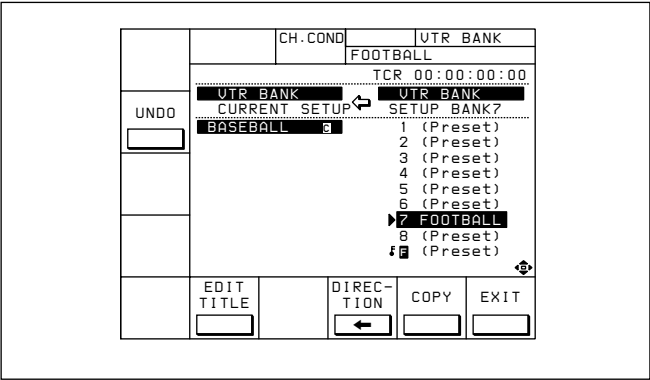 CH.COND VTR BANK
FOOTBALL
TCR 00:00:00:00
VTR BANK VTR BANK
UNDO
CURRENT SETUP SETUP BANK7
BASEBALL C
1 (Preset)
2 (Preset)
3 (Preset)
4 (Preset)
5 (Preset)
6 (Preset)
7 FOOTBALL
8 (Preset)
F (Preset)
EDIT TITLE
DIREC-
TION
COPY
EXIT